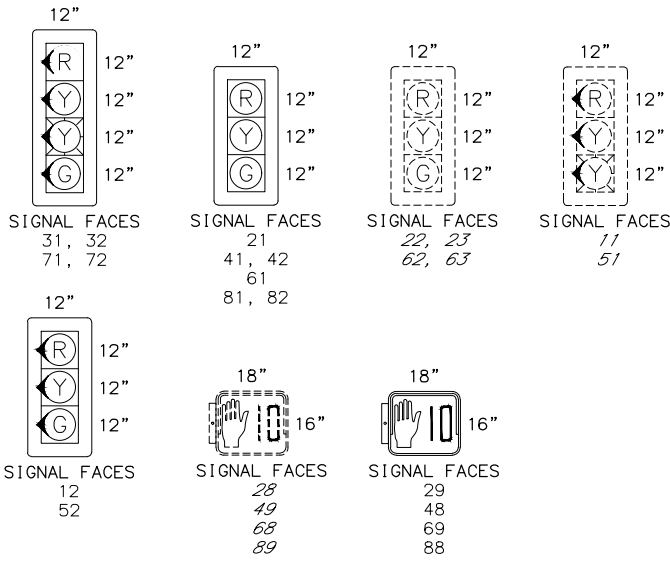 12"
R 12"
Y 12"
Y 12"
G 12"
SIGNAL FACES
31, 32
71, 72
12"
R 12"
Y 12"
G 12"
SIGNAL FACES
21
41, 42
61
81, 82
12"
R 12"
Y 12"
G 12"
SIGNAL FACES
22, 23
62, 63
12"
R 12"
Y 12"
Y 12"
SIGNAL FACES
11
51
12"
R 12"
Y 12"
G 12"
SIGNAL FACES
12
52
18"
10 16"
SIGNAL FACES
28
49
68
89
18"
10 16"
SIGNAL FACES
29
48
69
88